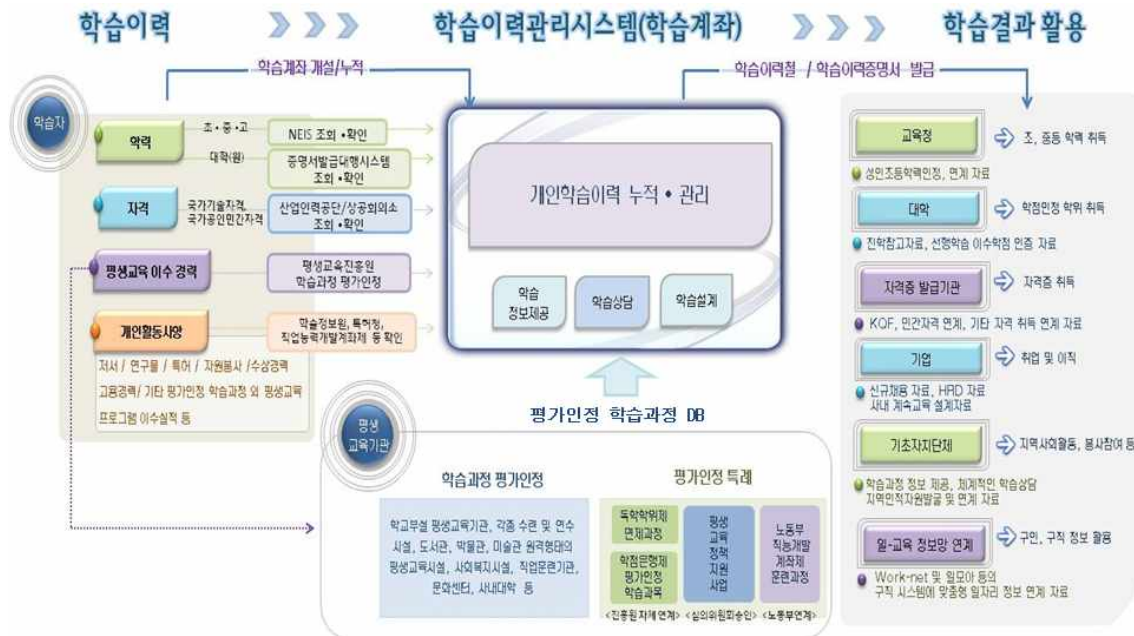 학습이력
학습이력관리시스템(학습계좌)
학습결과 활용
학습계좌 개설/누적
학습이력철 / 학습이력증명서 발급
학습자
학력
초·중·고
NEIS 조회·확인
대학(원)
증명서발급대행시스템
조회·확인
자격
국가기술자격,
국가공인민간자격
산업인력공단/상공회의소
조회·확인
평생교육 이수 경력
평생교육진흥원
학습과정 평가인정
개인활동사항
학술정보원, 특허청,
직업능력개발계좌제 등 확인
저서 / 연구물 / 특허 / 자원봉사 /수상경력
고용경력/ 기타 평가인정 학습과정 외 평생교육
프로그램 이수실적 등
개인학습이력 누적·관리
학습
정보제공
학습상담
학습설계
평가인정 학습과정 DB
평생
교육기관
학습과정 평가인정
학교부설 평생교육기관, 각종 수련 및 연수
시설, 도서관, 박물관, 미술관 원격형태의
평생교육시설, 사회복지시설, 직업훈련기관,
문화센터, 사내대학 등
평가인정 특례
독학학위제
면제과정
학점은행제
평가인정
학습과목
평생
교육
정책
지원
사업
노동부
직능개발
계좌제
훈련과정
<진흥원자체연계>
<심의위원회승인>
<노동부연계>
교육청
초, 중등 학력 취득
성인초등학력인정, 연계 자료
대학
학점인정 학위 취득
진학참고자료, 선행학습 이수학점 인증 자료
자격증 발급기관
자격증 취득
KQF, 민간자격 연계, 기타 자격 취득 연계 자료
기업
취업 및 이직
신규채용 자료, HRD 자료
사내 계속교육 설계자료
기초자치단체
지역사회활동, 봉사참여 등
학습과정 정보 제공, 체계적인 학습상담
지역인적자원발굴 및 연계 자료
일-교육 정보망 연계
구인, 구직 정보 활용
Work-net 및 일모아 등의
구직 시스템에 맞춤형 일자리 정보 연계 자료